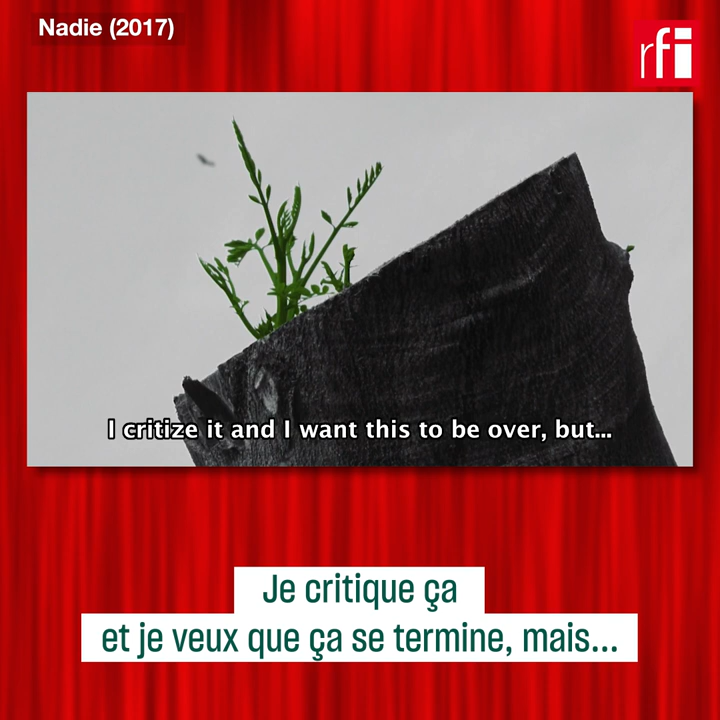 Nadie (2017)
rfi
I critize it and I want this to be over, but...
Je critique ça
et je veux que ça se termine, mais...